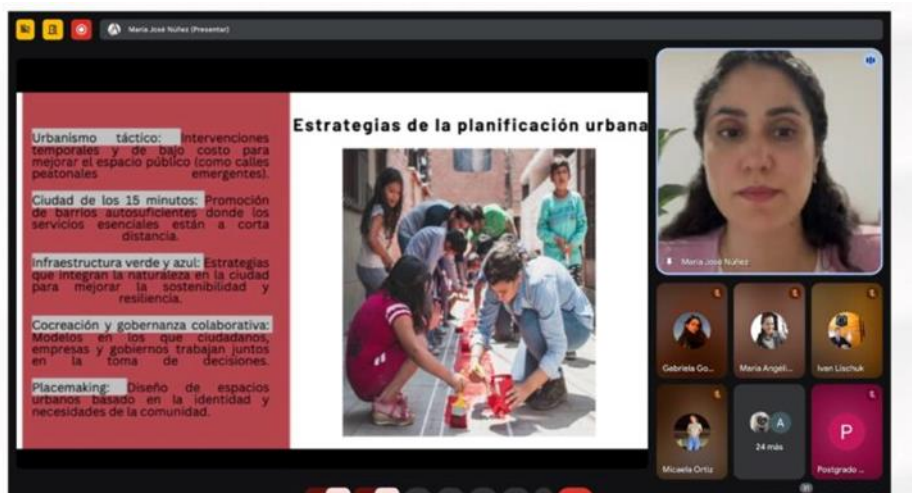 María José Núñez (Presentar)
Estrategias de la planificación urbana
Urbanismo táctico: Intervenciones
temporales y de bajo costo para
mejorar el espacio público (como calles
peatonales emergentes).
Ciudad de los 15 minutos: Promoción
de barrios autosuficientes donde los
servicios esenciales están a corta
distancia.
Infraestructura verde y azul: Estrategias
que integran la naturaleza en la ciudad
para mejorar la sostenibilidad y
resiliencia.
Cocreación y gobernanza colaborativa:
Modelos en los que ciudadanos,
empresas y gobiernos trabajan juntos
en la toma de decisiones.
Placemaking: Diseño de espacios
urbanos basado en la identidad y
necesidades de la comunidad.
María José Núñez
Gabriela Go...
María Angéli...
Ivan Lischuk
Micaela Ortiz
A
24 más
P
Postgrado ...